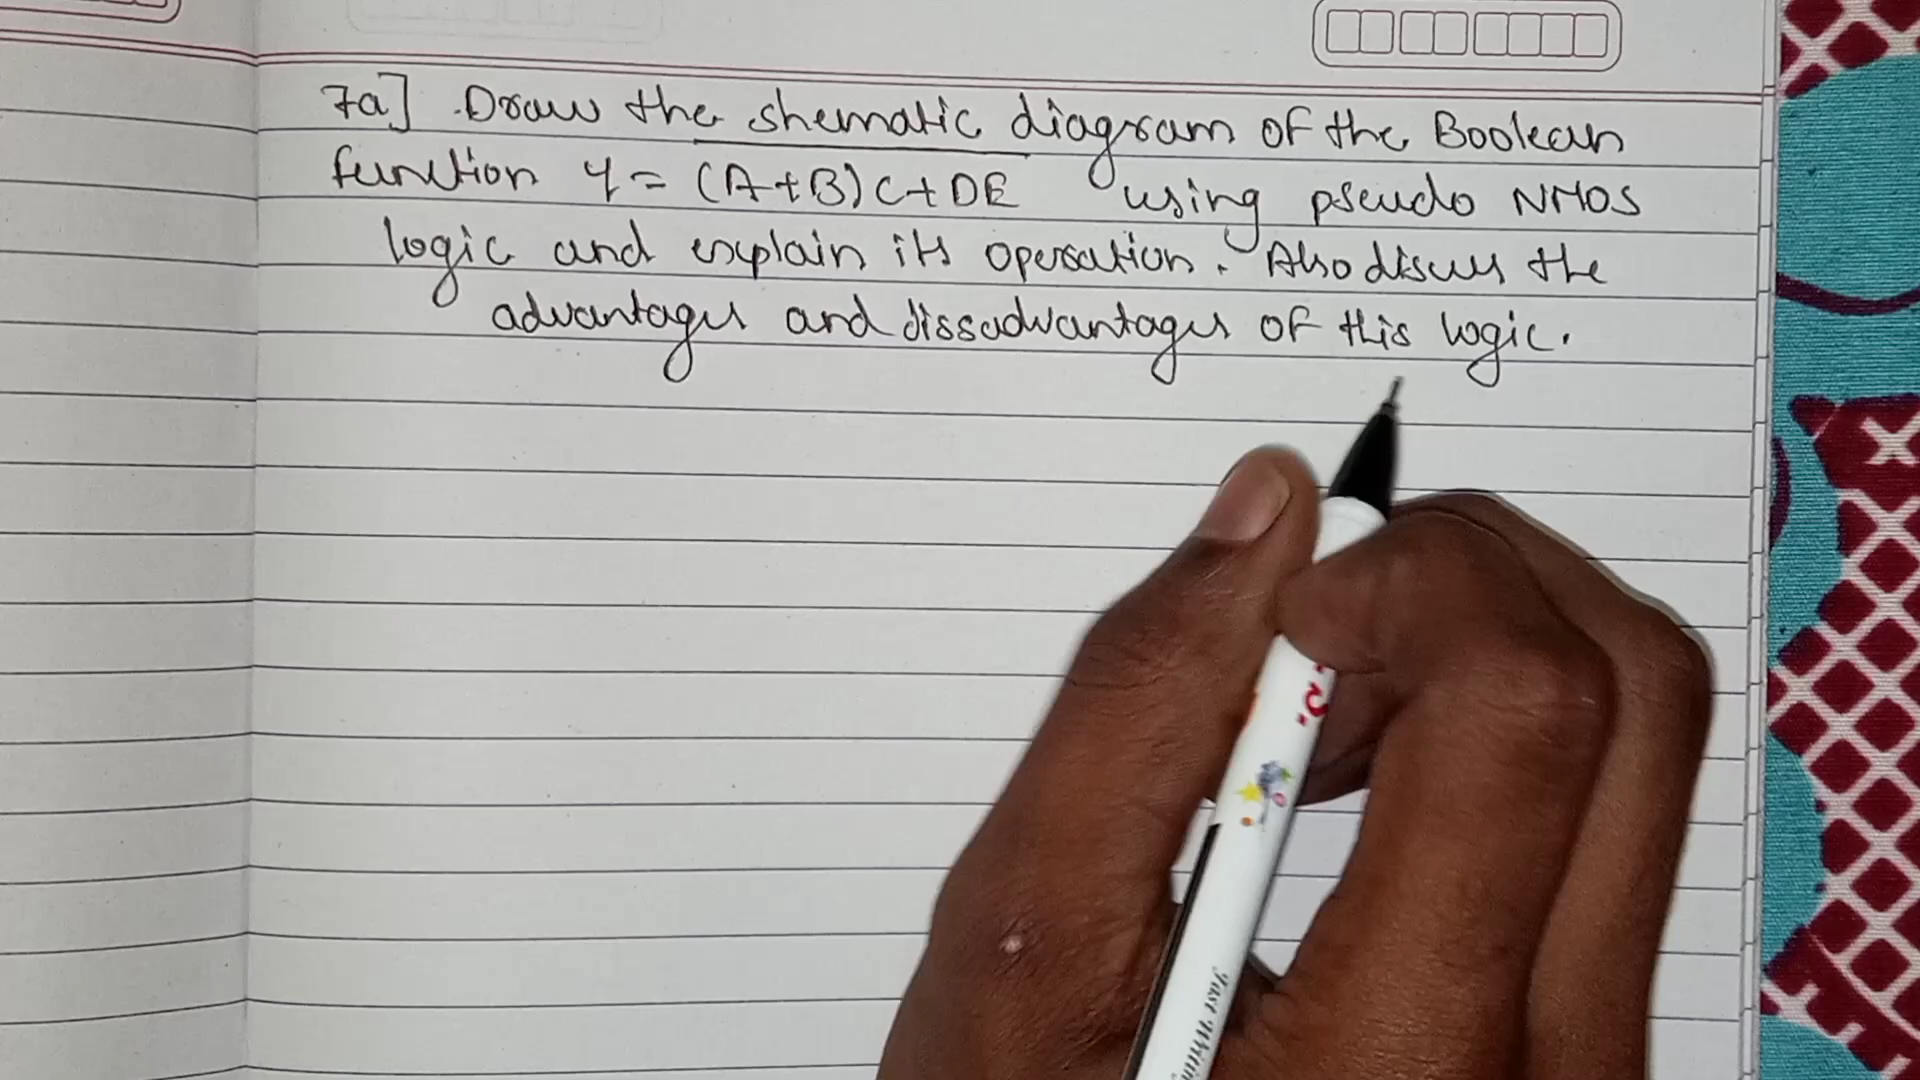 7a] Draw the shematic diagram of the Boolean
function Y = (A+B)C+DE using pseudo NMOS
logic and explain its operation. Also discuss the
advantages and dissadvantages of this logic.